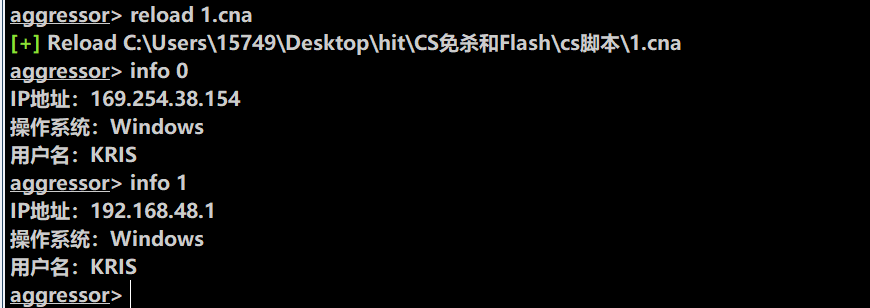 aggressor> reload 1.cna
[+] Reload C:\Users\15749\Desktop\hit\CS免杀和Flash\cs脚本\1.cna
aggressor> info 0
IP地址：169.254.38.154
操作系统：Windows
用户名：KRIS
aggressor> info 1
IP地址：192.168.48.1
操作系统：Windows
用户名：KRIS
aggressor>